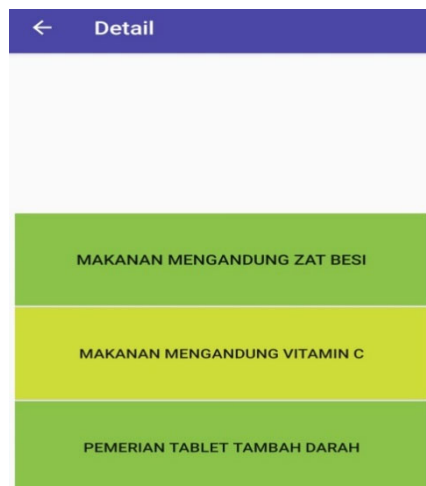 Detail
MAKANAN MENGANDUNG ZAT BESI
MAKANAN MENGANDUNG VITAMIN C
PEMERIAN TABLET TAMBAH DARAH